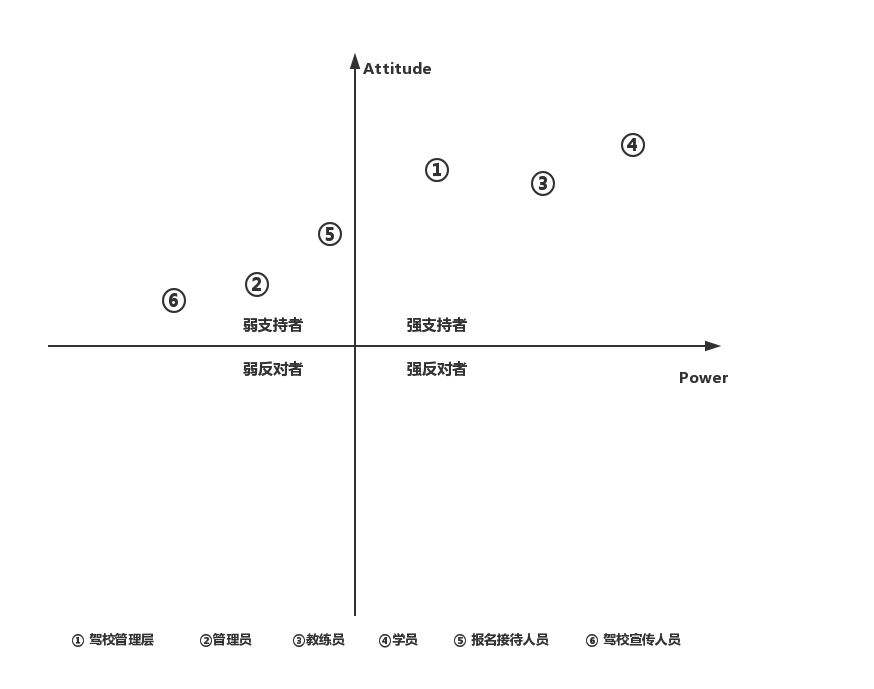 Attitude
④
①
③
⑤
②
⑥
弱支持者 强支持者
弱反对者 强反对者
Power
① 驾校管理层 ②管理员 ③教练员 ④学员 ⑤ 报名接待人员 ⑥ 驾校宣传人员